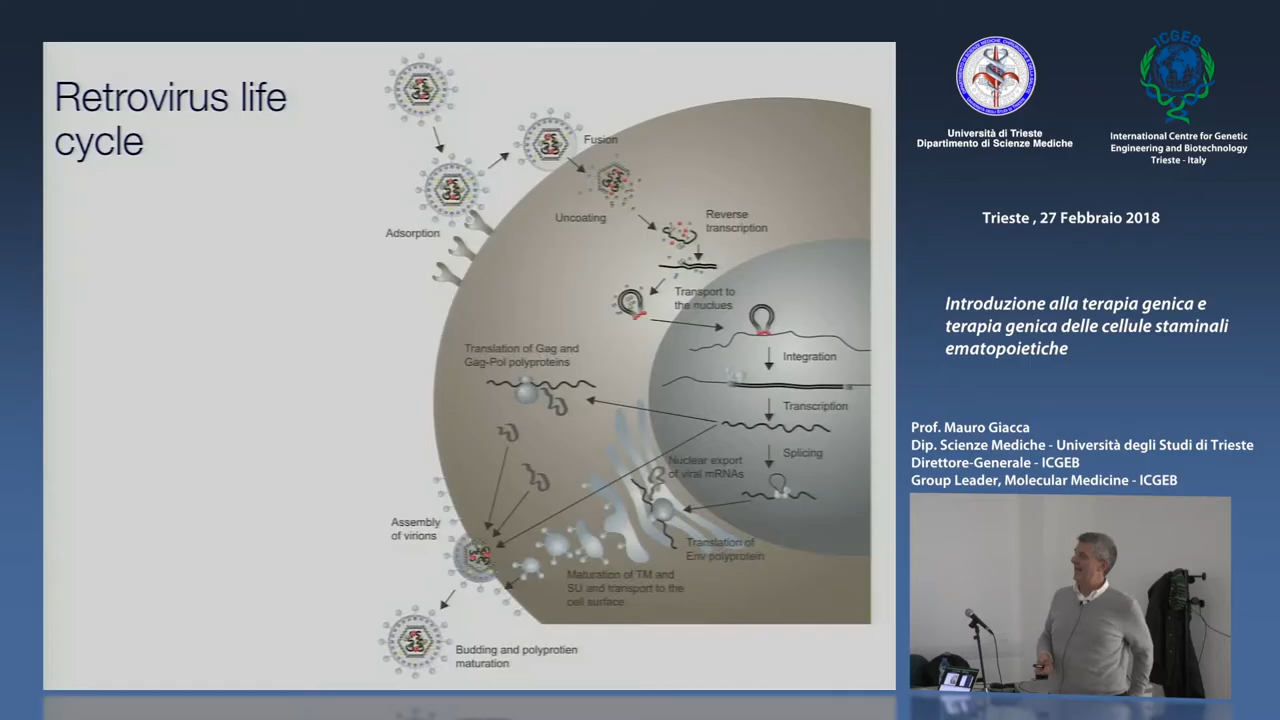 Retrovirus life
cycle
Fusion
Uncoating
Adsorption
Reverse
transcription
Transport to
the nuclues
Integration
Translation of Gag and
Gag-Pol polyproteins
Transcription
Splicing
Nuclear export
of viral mRNAs
Assembly
of virions
Translation of
Env polyprotein
Maturation of TM and
SU and transport to the
cell surface
Budding and polyprotien
maturation
ICGEB
Università di Trieste
Dipartimento di Scienze Mediche
International Centre for Genetic
Engineering and Biotechnology
Trieste - Italy
Trieste , 27 Febbraio 2018
Introduzione alla terapia genica e
terapia genica delle cellule staminali
ematopoietiche
Prof. Mauro Giacca
Dip. Scienze Mediche - Università degli Studi di Trieste
Direttore-Generale - ICGEB
Group Leader, Molecular Medicine - ICGEB